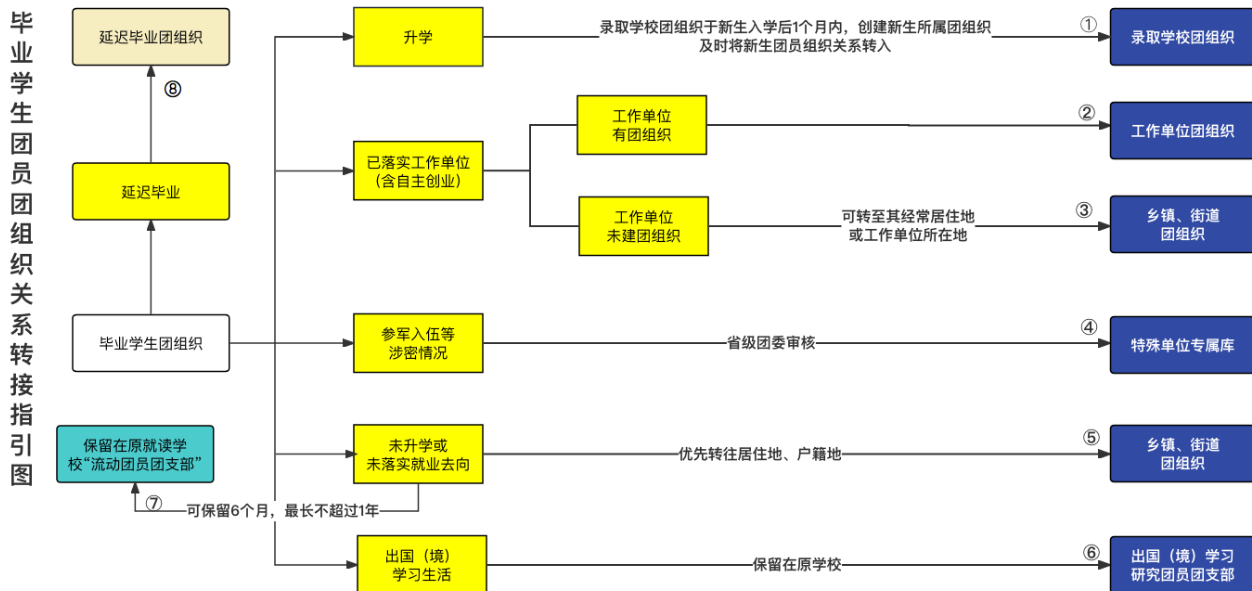 毕业学生团员团组织关系转接指引图
延迟毕业团组织
⑧
延迟毕业
毕业学生团组织
保留在原就读学
校“流动团员团支部”
⑦
可保留6个月，最长不超过1年
升学
录取学校团组织于新生入学后1个月内，创建新生所属团组织
及时将新生团员组织关系转入
①
录取学校团组织
已落实工作单位
（含自主创业）
工作单位
有团组织
②
工作单位团组织
工作单位
未建团组织
可转至其经常居住地
或工作单位所在地
③
乡镇、街道
团组织
参军入伍等
涉密情况
省级团委审核
④
特殊单位专属库
未升学或
未落实就业去向
优先转往居住地、户籍地
⑤
乡镇、街道
团组织
出国（境）
学习生活
保留在原学校
⑥
出国（境）学习
研究团员团支部